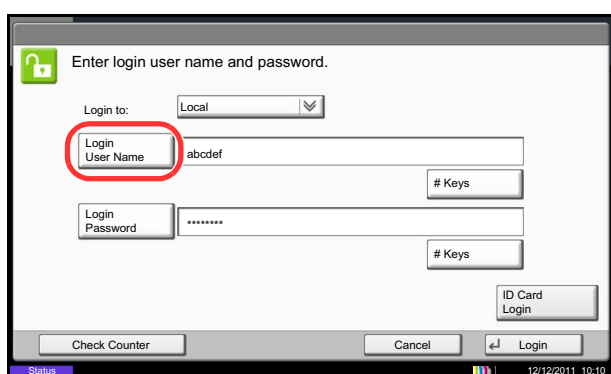 Enter login user name and password.
Login to:
Local
Login
User Name
abcdef
# Keys
Login
Password
********
# Keys
ID Card
Login
Check Counter
Cancel
Login
Status
12/12/2011 10:10